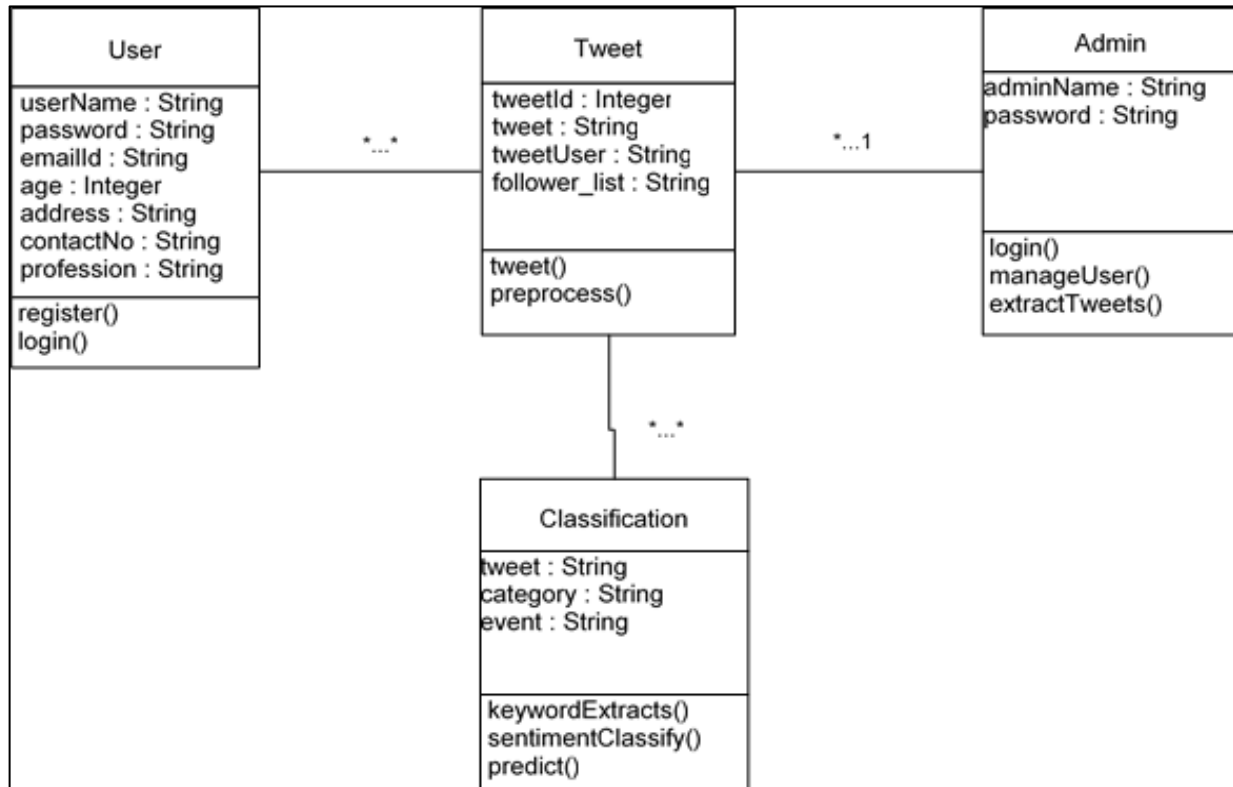 User
userName : String
password : String
emailId : String
age : Integer
address : String
contactNo : String
profession : String
register()
login()
*...*
Tweet
tweetId : Integer
tweet : String
tweetUser : String
follower_list : String
tweet()
preprocess()
*...1
Admin
adminName : String
password : String
login()
manageUser()
extractTweets()
*...*
Classification
tweet : String
category : String
event : String
keywordExtracts()
sentimentClassify()
predict()